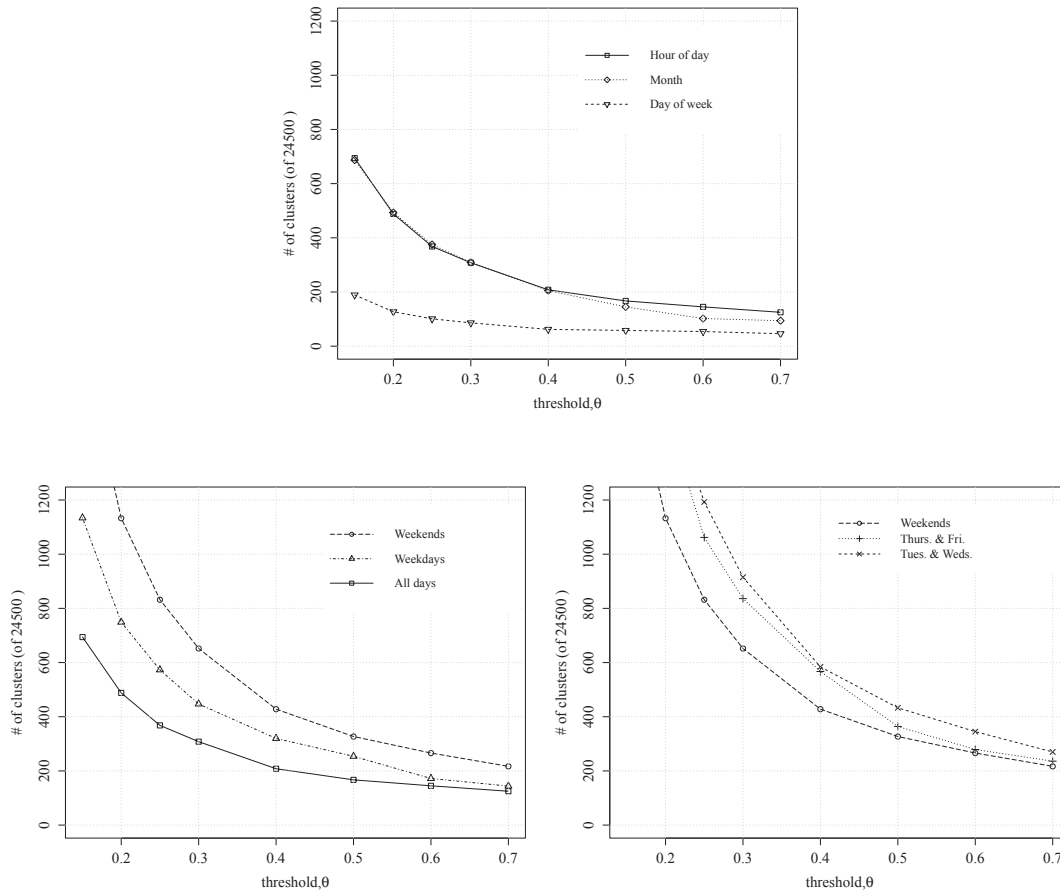 # of clusters (of 24500 )
1200
1000
800
600
400
200
0
Hour of day
Month
Day of week
0.2 0.3 0.4 0.5 0.6 0.7
threshold,θ
# of clusters (of 24500 )
1200
1000
800
600
400
200
0
Weekends
Weekdays
All days
0.2 0.3 0.4 0.5 0.6 0.7
threshold,θ
# of clusters (of 24500 )
1200
1000
800
600
400
200
0
Weekends
Thurs. & Fri.
Tues. & Weds.
0.2 0.3 0.4 0.5 0.6 0.7
threshold,θ